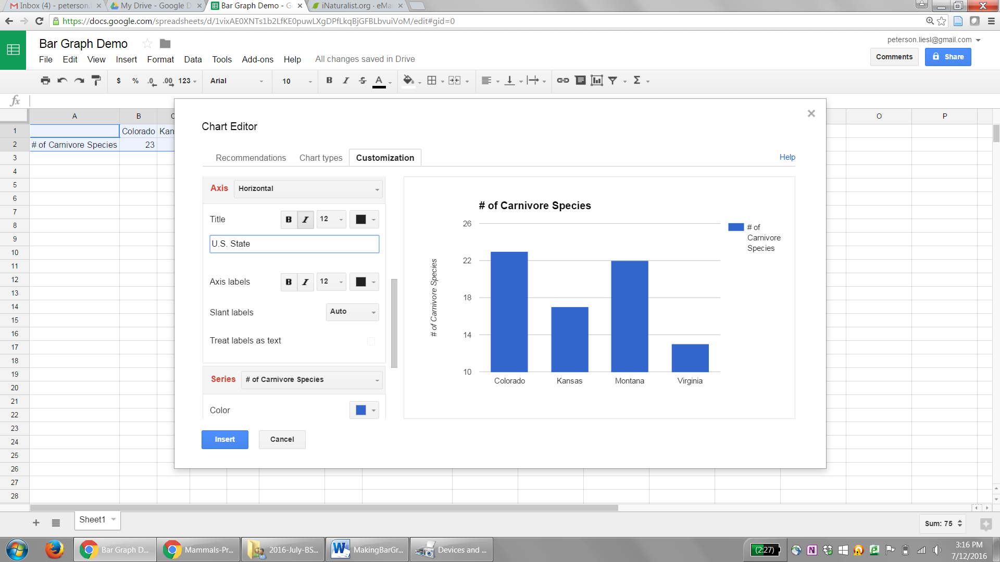 Inbox (4) - peterson.
My Drive - Google D
Bar Graph Demo - G
iNaturalist.org · eMa
https://docs.google.com/spreadsheets/d/1vixAE0XNTs1b2LfKE0puwLXgDPfLkqBjGFBLbvuiVoM/edit#gid=0
Bar Graph Demo
peterson.liesl@gmail.com
File Edit View Insert Format Data Tools Add-ons Help All changes saved in Drive
Comments Share
$ % .0 .00 123 Arial 10 B I S A Σ
fx
A B C O P
1 Colorado Kan
2 # of Carnivore Species 23
3
4
5
6
7
8
9
10
11
12
13
14
15
16
17
18
19
20
21
22
23
24
25
26
27
28
Chart Editor
Recommendations Chart types Customization Help
Axis Horizontal
Title B I 12
U.S. State
Axis labels B I 12
Slant labels Auto
Treat labels as text
Series # of Carnivore Species
Color
Insert Cancel
# of Carnivore Species
# of Carnivore Species
26
22
18
14
10
Colorado Kansas Montana Virginia
# of
Carnivore
Species
Sheet1
Sum: 75
Bar Graph D...
Mammals-Pr...
2016-July-BS...
MakingBarGr...
Devices and ...
(2:27)
3:16 PM
7/12/2016